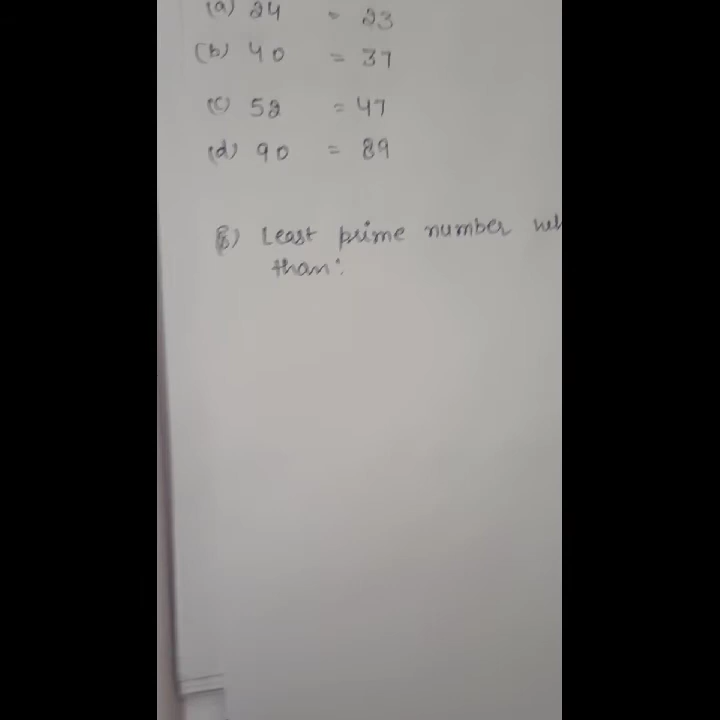 (a) 24 = 23
(b) 40 = 37
(c) 52 = 47
(d) 90 = 89
8) Least prime number
than: